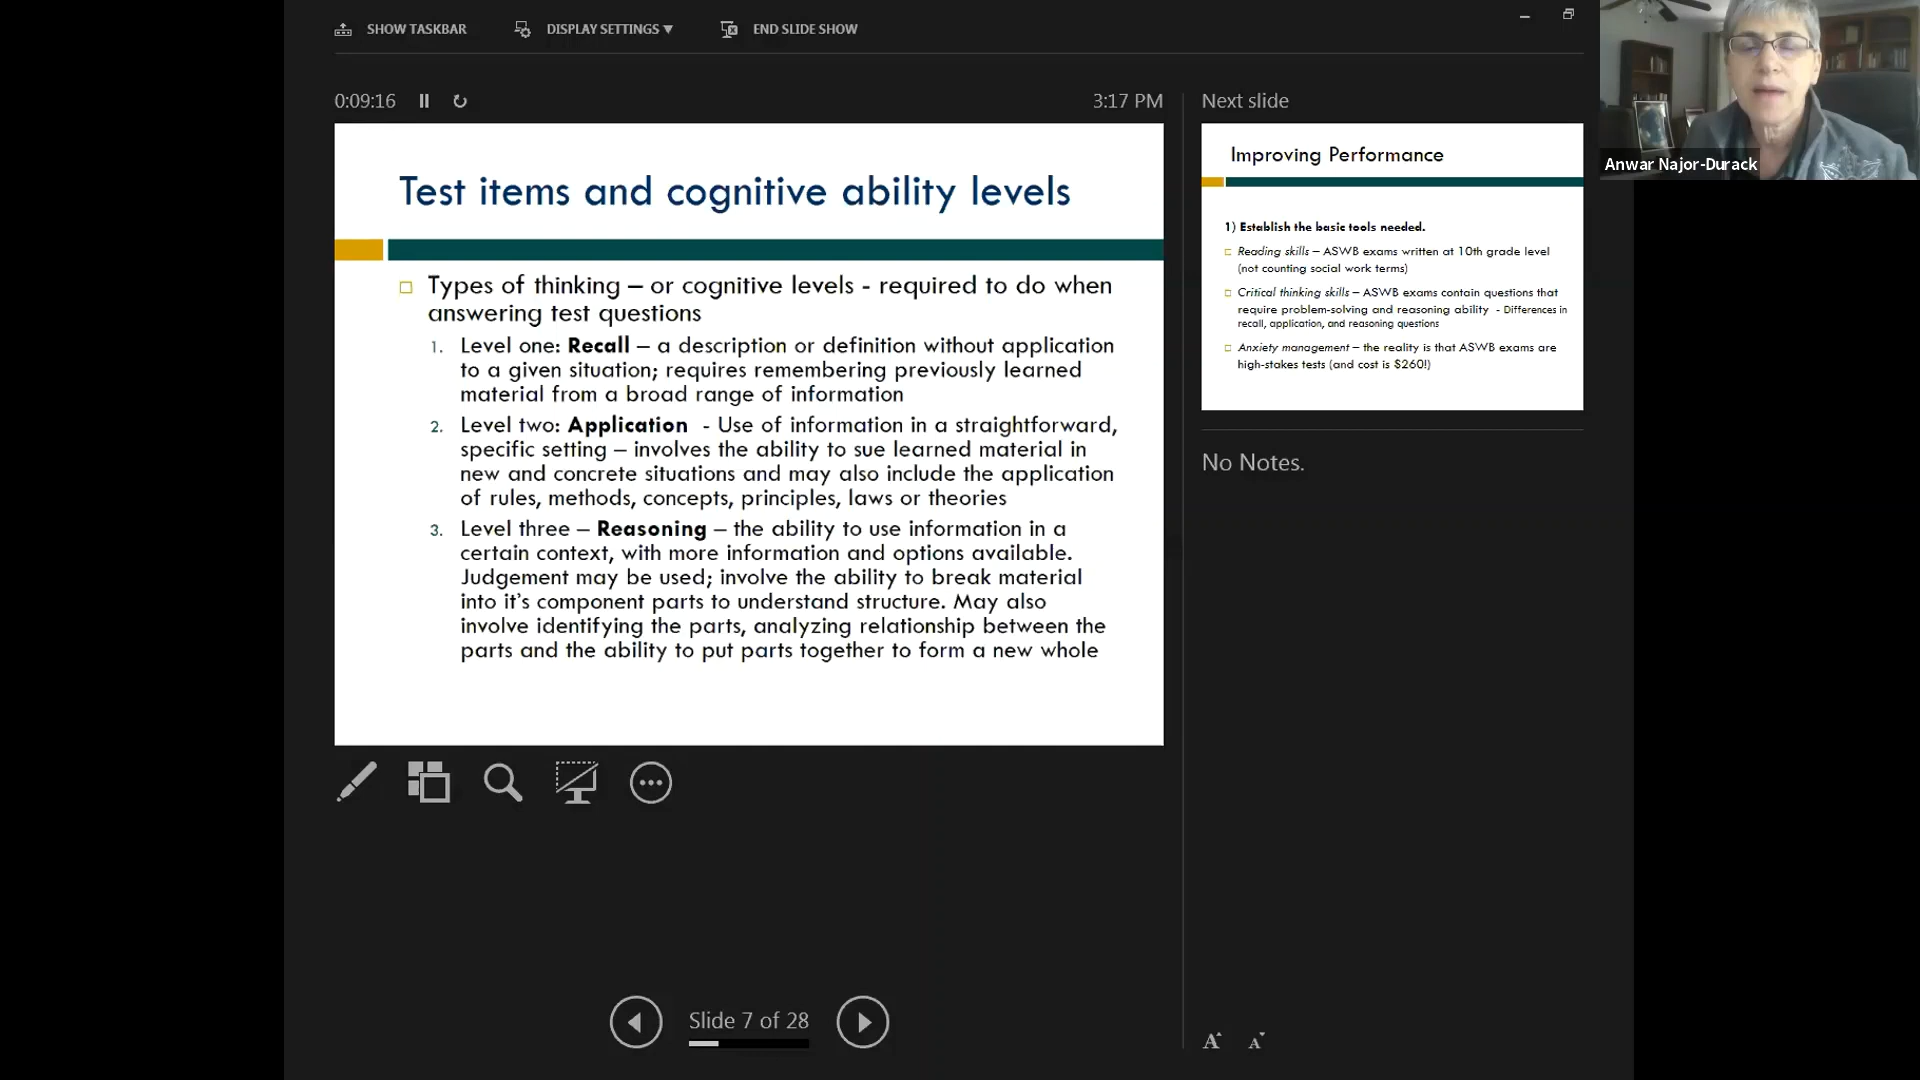 SHOW TASKBAR
DISPLAY SETTINGS ▼
END SLIDE SHOW
0:09:16
3:17 PM
Test items and cognitive ability levels
Types of thinking – or cognitive levels - required to do when
answering test questions
1. Level one: Recall – a description or definition without application
to a given situation; requires remembering previously learned
material from a broad range of information
2. Level two: Application - Use of information in a straightforward,
specific setting – involves the ability to sue learned material in
new and concrete situations and may also include the application
of rules, methods, concepts, principles, laws or theories
3. Level three – Reasoning – the ability to use information in a
certain context, with more information and options available.
Judgement may be used; involve the ability to break material
into it's component parts to understand structure. May also
involve identifying the parts, analyzing relationship between the
parts and the ability to put parts together to form a new whole
Slide 7 of 28
Next slide
Improving Performance
1) Establish the basic tools needed.
Reading skills – ASWB exams written at 10th grade level
(not counting social work terms)
Critical thinking skills – ASWB exams contain questions that
require problem-solving and reasoning ability - Differences in
recall, application, and reasoning questions
Anxiety management – the reality is that ASWB exams are
high-stakes tests (and cost is $260!)
No Notes.
A A
Anwar Najor-Durack